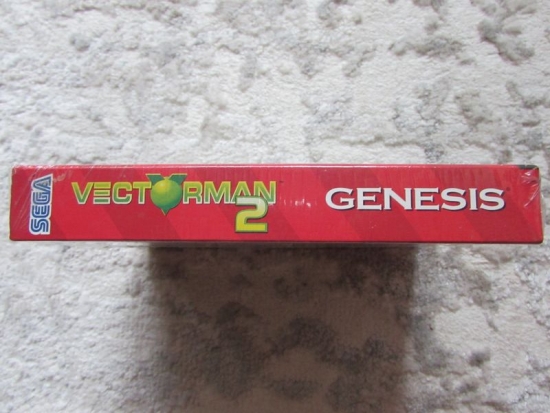 SEGA
VECTORMAN 2
GENESIS